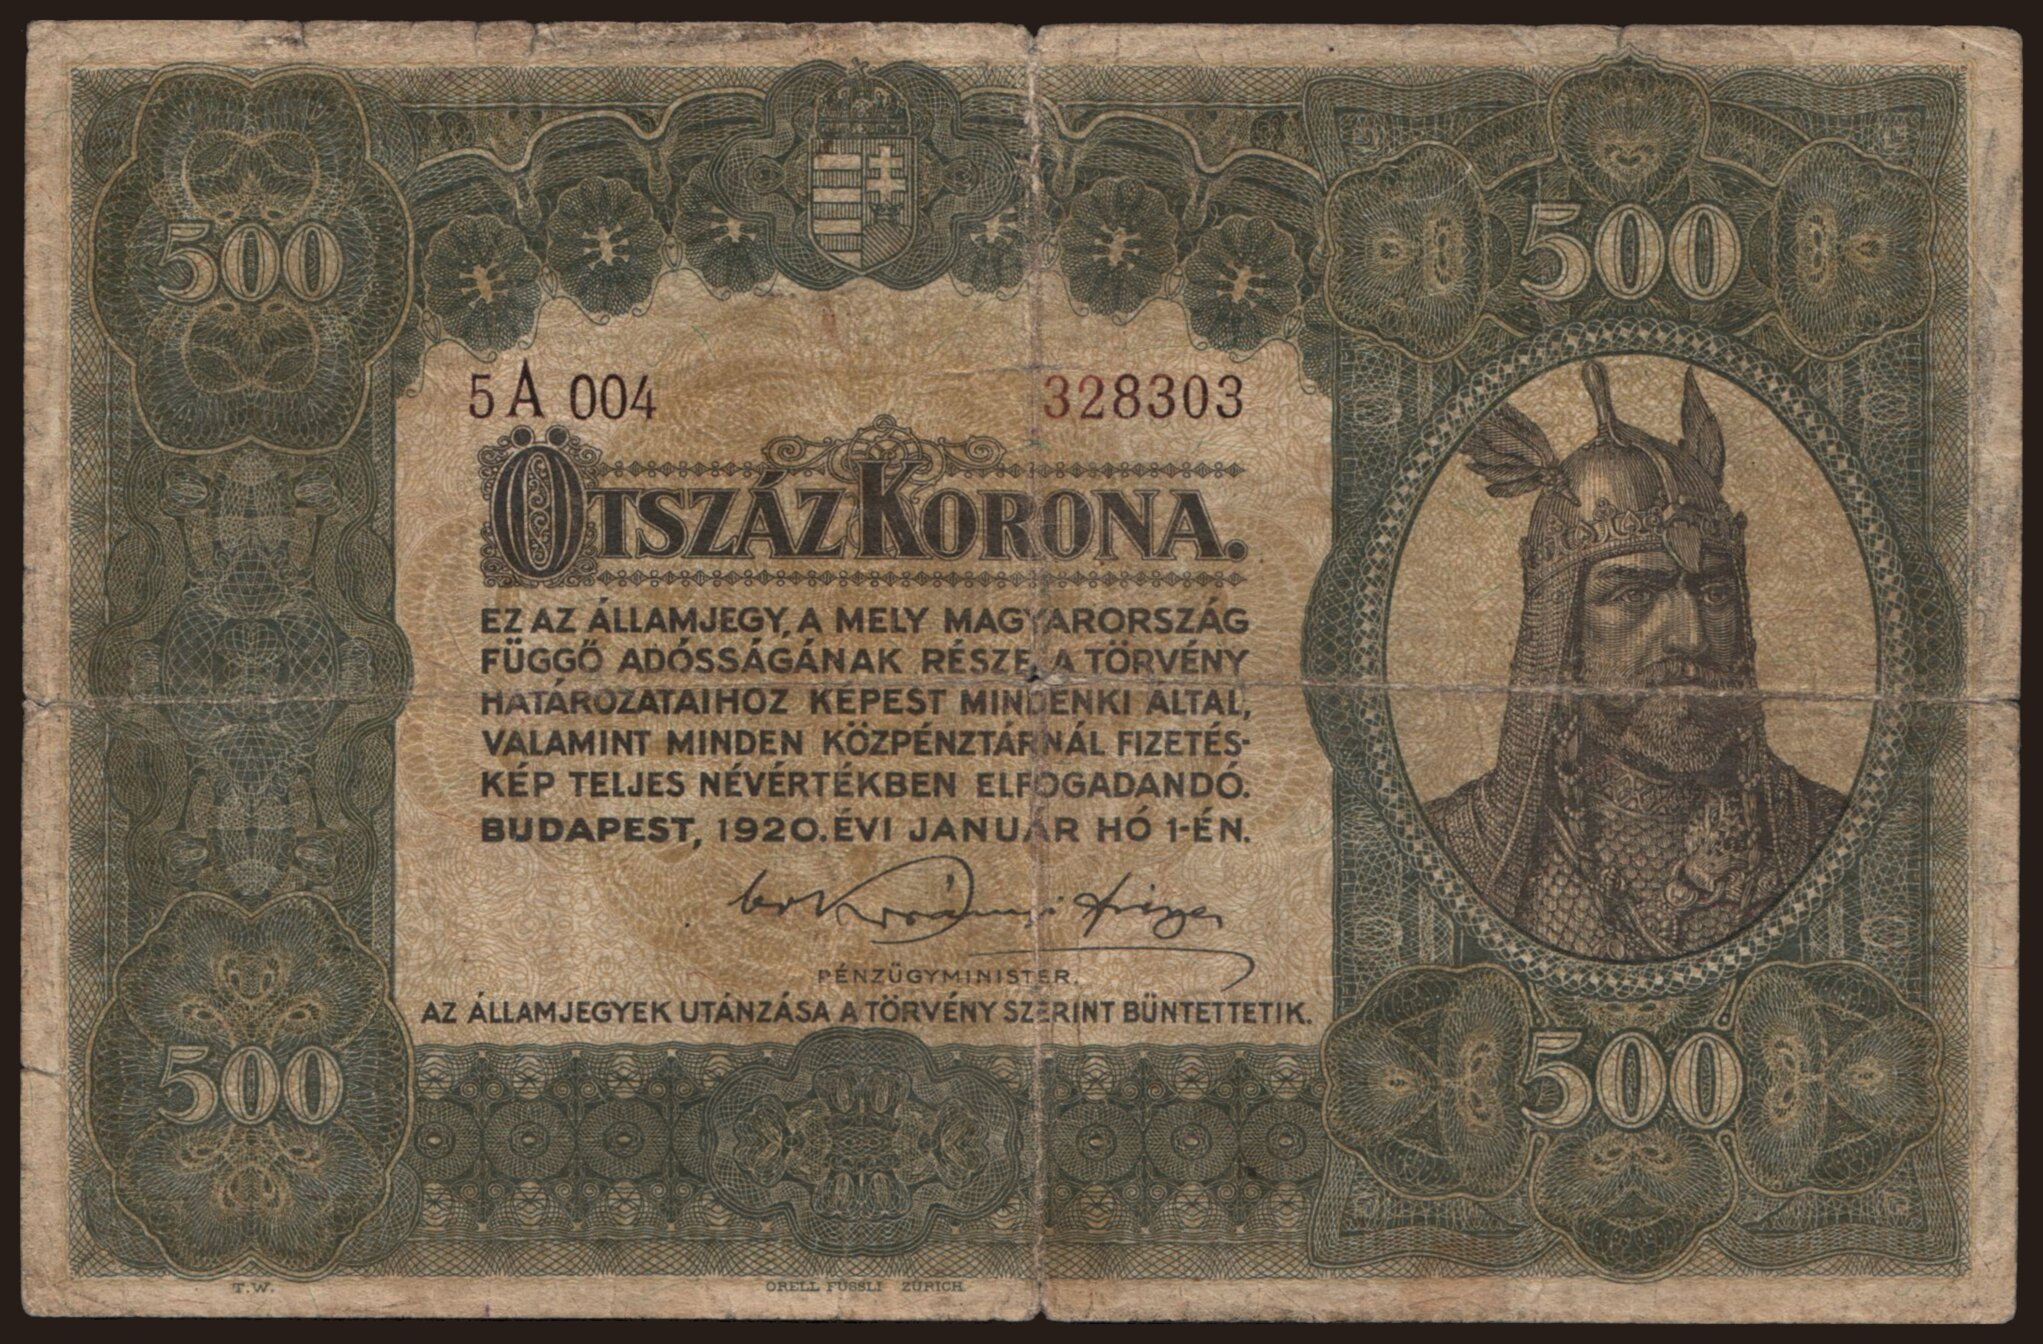 500
500
5A 004
328303
ÖTSZÁZ KORONA.
EZ AZ ÁLLAMJEGY, A MELY MAGYARORSZÁG
FÜGGŐ ADÓSSÁGÁNAK RÉSZE, A TÖRVÉNY
HATÁROZATAIHOZ KÉPEST MINDENKI ÁLTAL,
VALAMINT MINDEN KÖZPÉNZTÁRNÁL FIZETÉS-
KÉP TELJES NÉVÉRTÉKBEN ELFOGADANDÓ.
BUDAPEST, 1920. ÉVI JANUÁR HÓ 1-ÉN.
PÉNZÜGYMINISTER.
AZ ÁLLAMJEGYEK UTÁNZÁSA A TÖRVÉNY SZERINT BÜNTETTETIK.
500
500
T.W.
ORELL FÜSSLI ZÜRICH